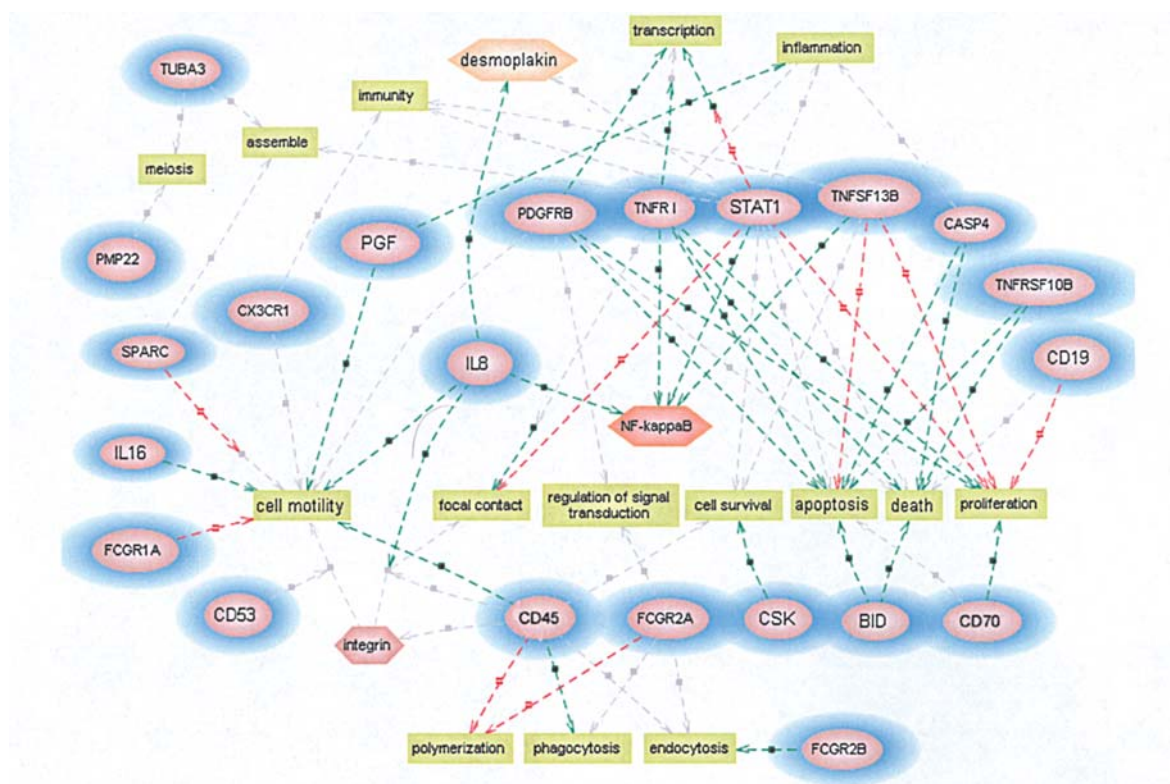 transcription
inflammation
desmoplakin
TUBA3
immunity
assemble
meiosis
PDGFRB
TNFR1
STAT1
TNFSF13B
CASP4
PGF
PMP22
TNFRSF10B
CX3CR1
SPARC
IL8
CD19
NF-kappaB
IL16
cell motility
focal contact
regulation of signal
transduction
cell survival
apoptosis
death
proliferation
FCGR1A
CD53
CD45
FCGR2A
CSK
BID
CD70
integrin
polymerization
phagocytosis
endocytosis
FCGR2B